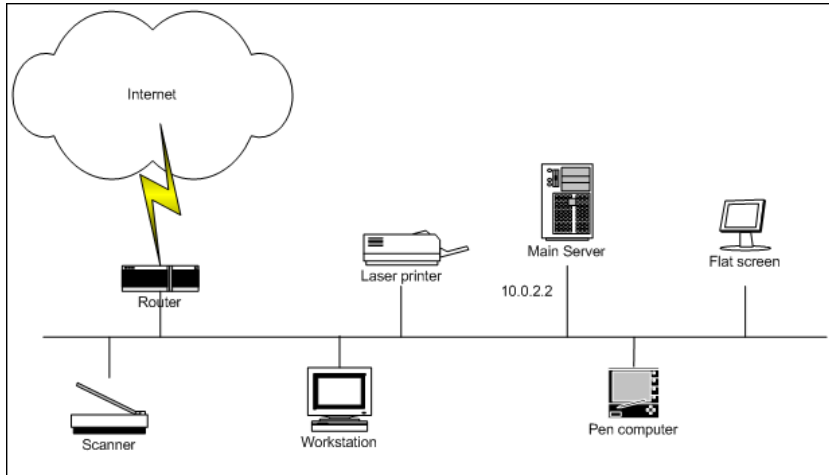 Internet
Main Server
Laser printer
Flat screen
Router
10.0.2.2
Scanner
Workstation
Pen computer